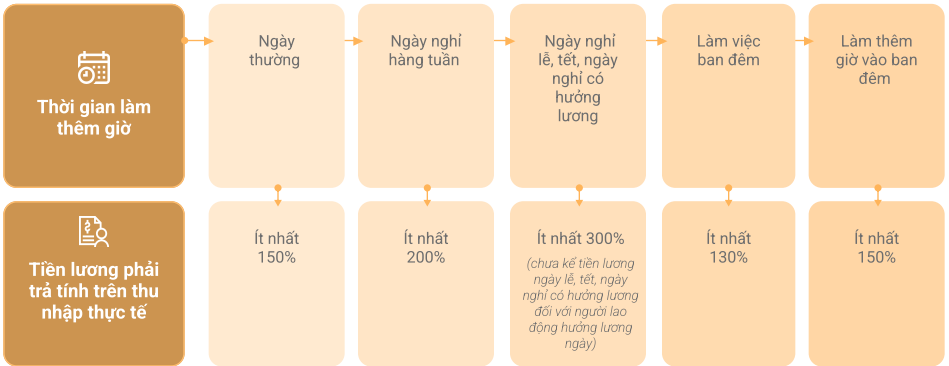 Thời gian làm
thêm giờ
Ngày
thường
Ngày nghỉ
hàng tuần
Ngày nghỉ
lễ, tết, ngày
nghỉ có
hưởng
lương
Làm việc
ban đêm
Làm thêm
giờ vào ban
đêm
Tiền lương phải
trả tính trên thu
nhập thực tế
Ít nhất
150%
Ít nhất
200%
Ít nhất 300%
(chưa kể tiền lương
ngày lễ, tết, ngày
nghỉ có hưởng lương
đối với người lao
động hưởng lương
ngày)
Ít nhất
130%
Ít nhất
150%